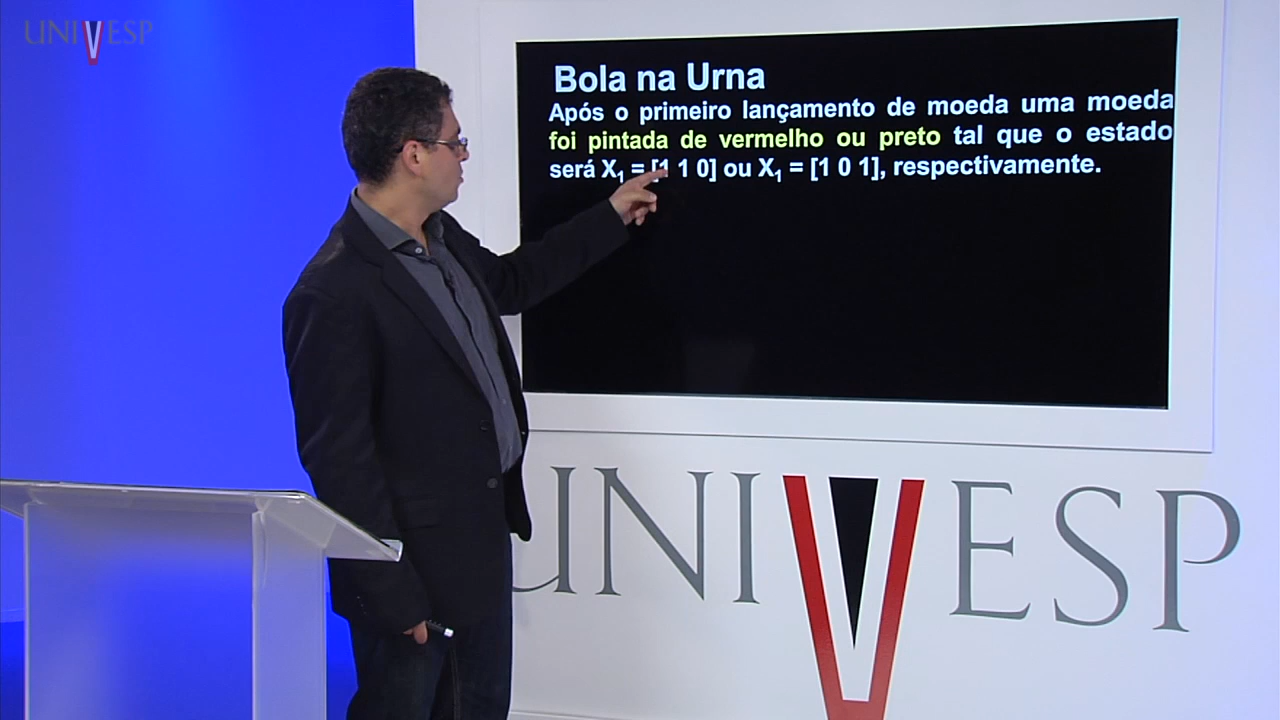 UNIVESP
Bola na Urna
Após o primeiro lançamento de moeda uma moeda
foi pintada de vermelho ou preto tal que o estado
será X1 = [1 1 0] ou X1 = [1 0 1], respectivamente.
UNIVESP